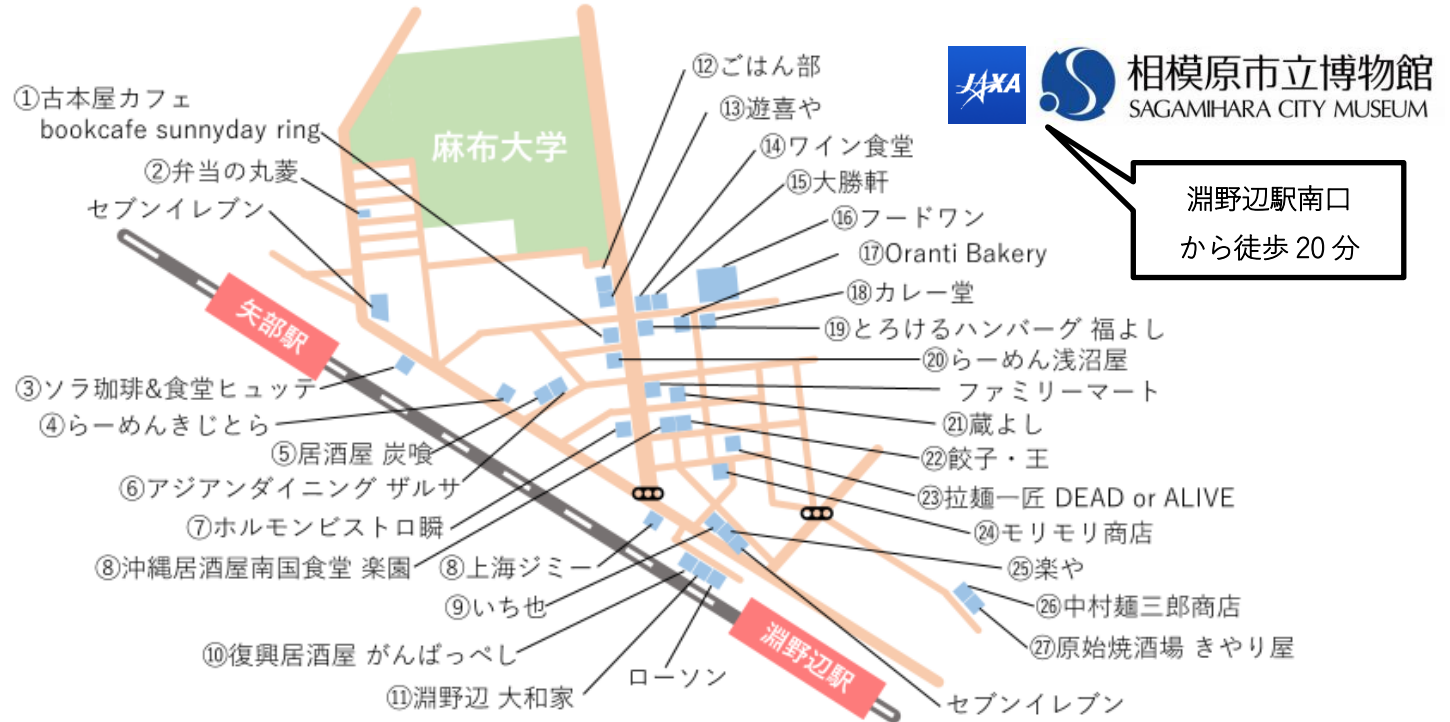 ①古本屋カフェ
bookcafe sunnyday ring
②弁当の丸菱
セブンイレブン
矢部駅
③ソラ珈琲&食堂ヒュッテ
④らーめんきじとら
⑤居酒屋 炭喰
⑥アジアンダイニング ザルサ
⑦ホルモンビストロ瞬
⑧沖縄居酒屋南国食堂 楽園
⑧上海ジミー
⑨いち也
⑩復興居酒屋 がんばっぺし
⑪淵野辺 大和家
ローソン
淵野辺駅
麻布大学
⑫ごはん部
⑬遊喜や
⑭ワイン食堂
⑮大勝軒
⑯フードワン
⑰Oranti Bakery
⑱カレー堂
⑲とろけるハンバーグ 福よし
⑳らーめん浅沼屋
ファミリーマート
㉑蔵よし
㉒餃子・王
㉓拉麺一匠 DEAD or ALIVE
㉔モリモリ商店
㉕楽や
㉖中村麺三郎商店
㉗原始焼酒場 きやり屋
セブンイレブン
JAXA
相模原市立博物館
SAGAMIHARA CITY MUSEUM
淵野辺駅南口
から徒歩 20 分